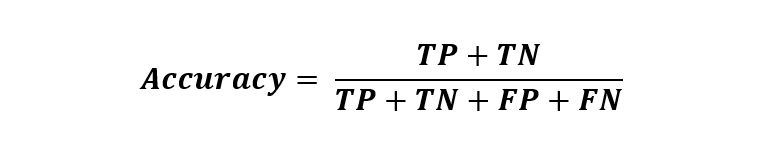 Accuracy = TP + TN / TP + TN + FP + FN